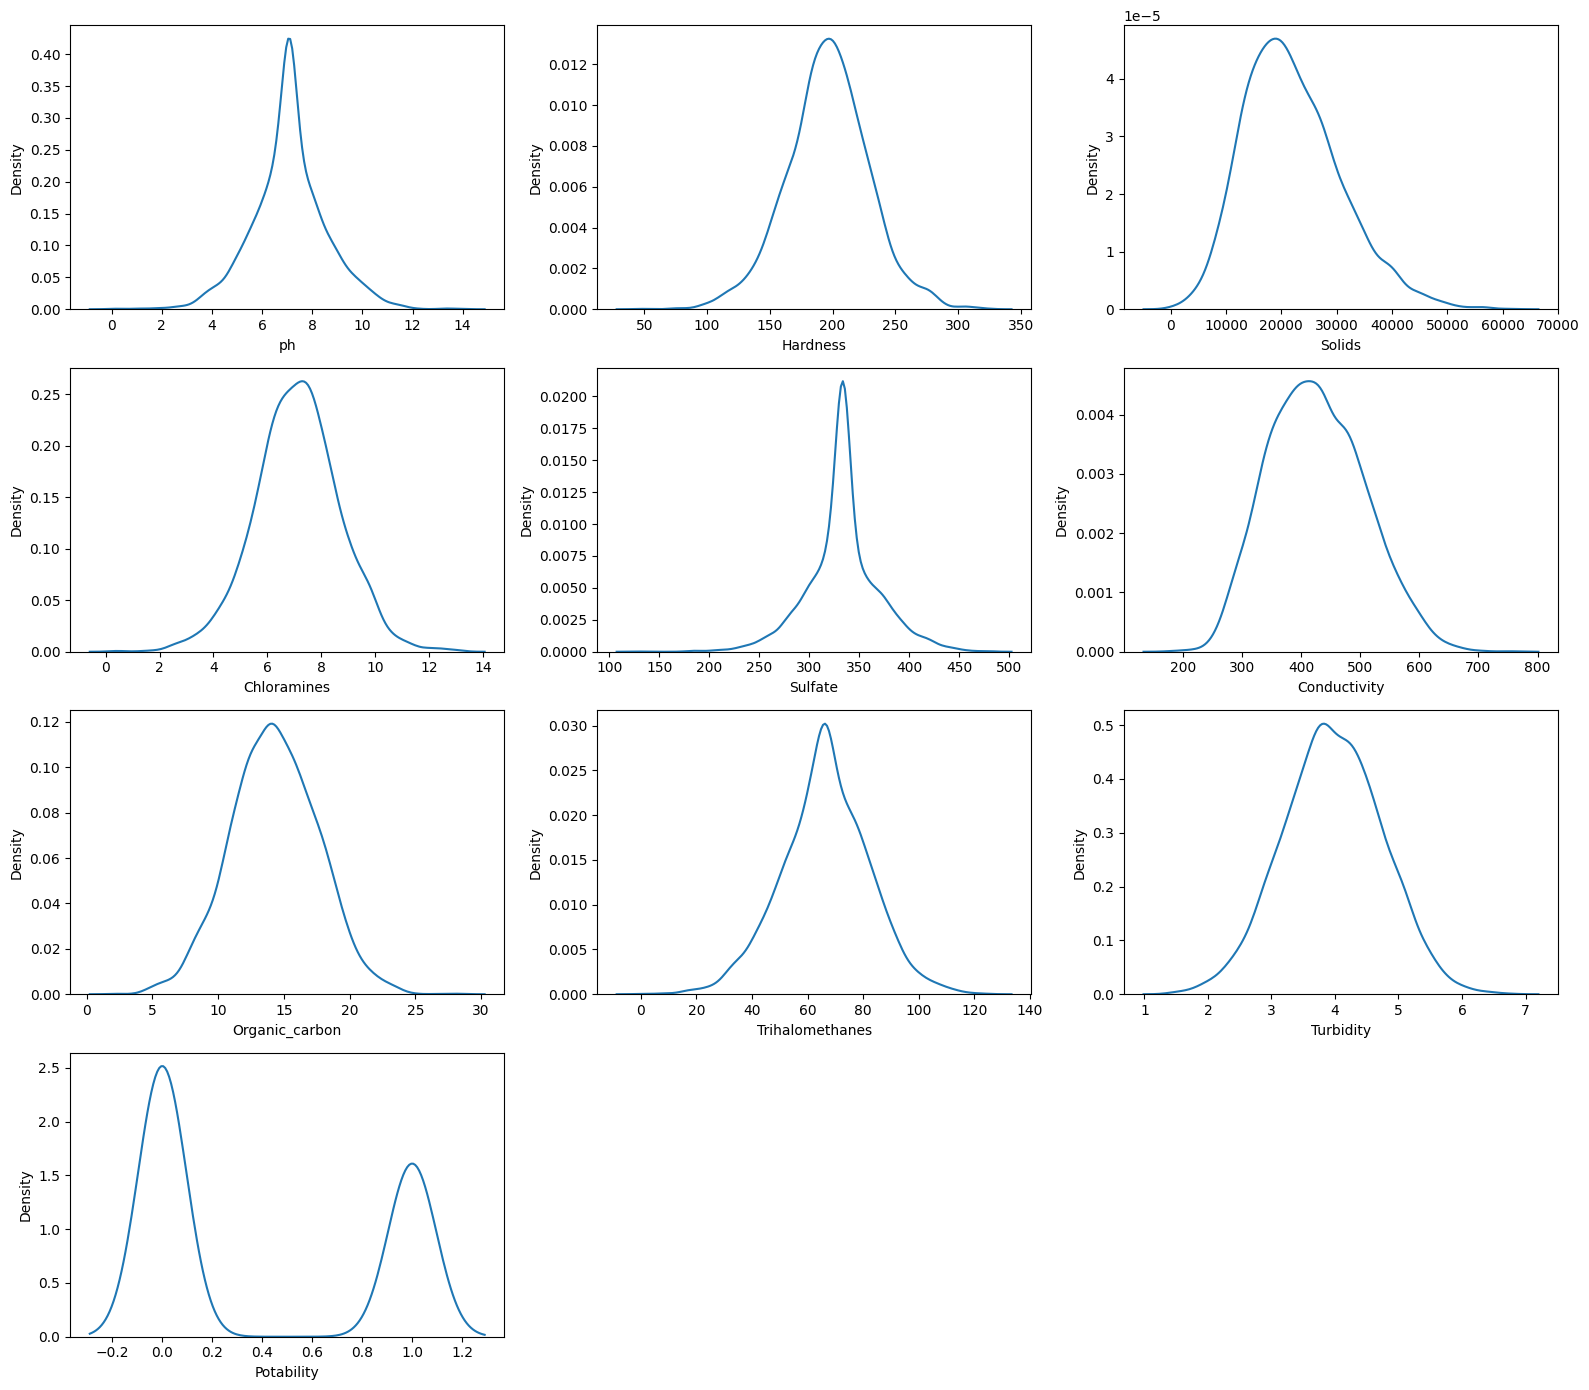 0.40
0.35
0.30
0.25
0.20
0.15
0.10
0.05
0.00
Density
0 2 4 6 8 10 12 14
ph
0.012
0.010
0.008
0.006
0.004
0.002
0.000
Density
50 100 150 200 250 300 350
Hardness
1e−5
4
5
1
0
Density
0 10000 20000 30000 40000 50000 60000 70000
Solids
0.25
0.20
0.15
0.10
0.05
0.00
Density
0 2 4 6 8 10 12 14
Chloramines
0.0200
0.0175
0.0150
0.0125
0.0100
0.0075
0.0050
0.0025
0.0000
Density
100 150 200 250 300 350 400 450 500
Sulfate
0.004
0.003
0.002
0.001
0.000
Density
200 300 400 500 600 700 800
Conductivity
0.12
0.10
0.08
0.06
0.04
0.02
0.00
Density
0 5 10 15 20 25 30
Organic_carbon
0.030
0.025
0.020
0.015
0.010
0.005
0.000
Density
0 20 40 60 80 100 120 140
Trihalomethanes
0.5
0.4
0.3
0.2
0.1
0.0
Density
1 2 3 4 5 6 7
Turbidity
2.5
2.0
1.5
1.0
0.5
0.0
Density
−0.2 0.0 0.2 0.4 0.6 0.8 1.0 1.2
Potability